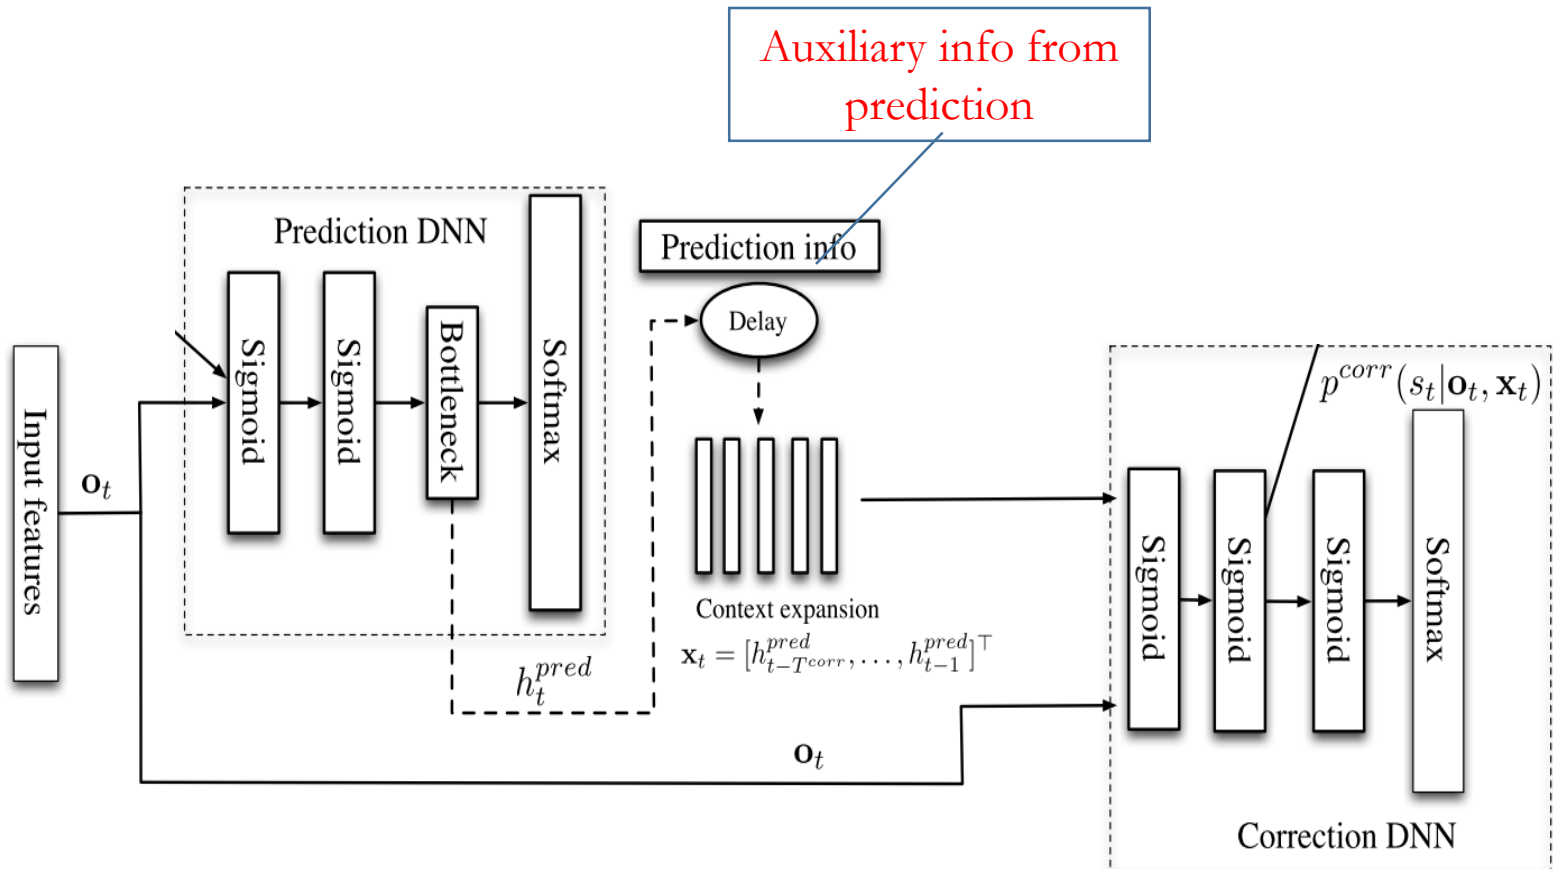 Auxiliary info from
prediction
Prediction DNN
Prediction info
Delay
Input features
o_t
Sigmoid
Sigmoid
Bottleneck
Softmax
Context expansion
x_t = [h^{pred}_{t-T^{corr}}, . . . , h^{pred}_{t-1}]^⊤
h^{pred}_t
o_t
p^{corr}(s_t|o_t, x_t)
Sigmoid
Sigmoid
Sigmoid
Softmax
Correction DNN